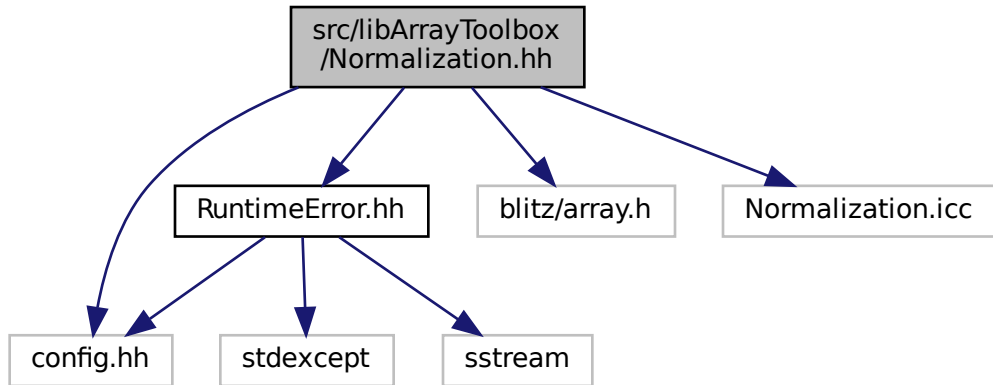 src/libArrayToolbox
/Normalization.hh
RuntimeError.hh
blitz/array.h
Normalization.icc
config.hh
stdexcept
sstream